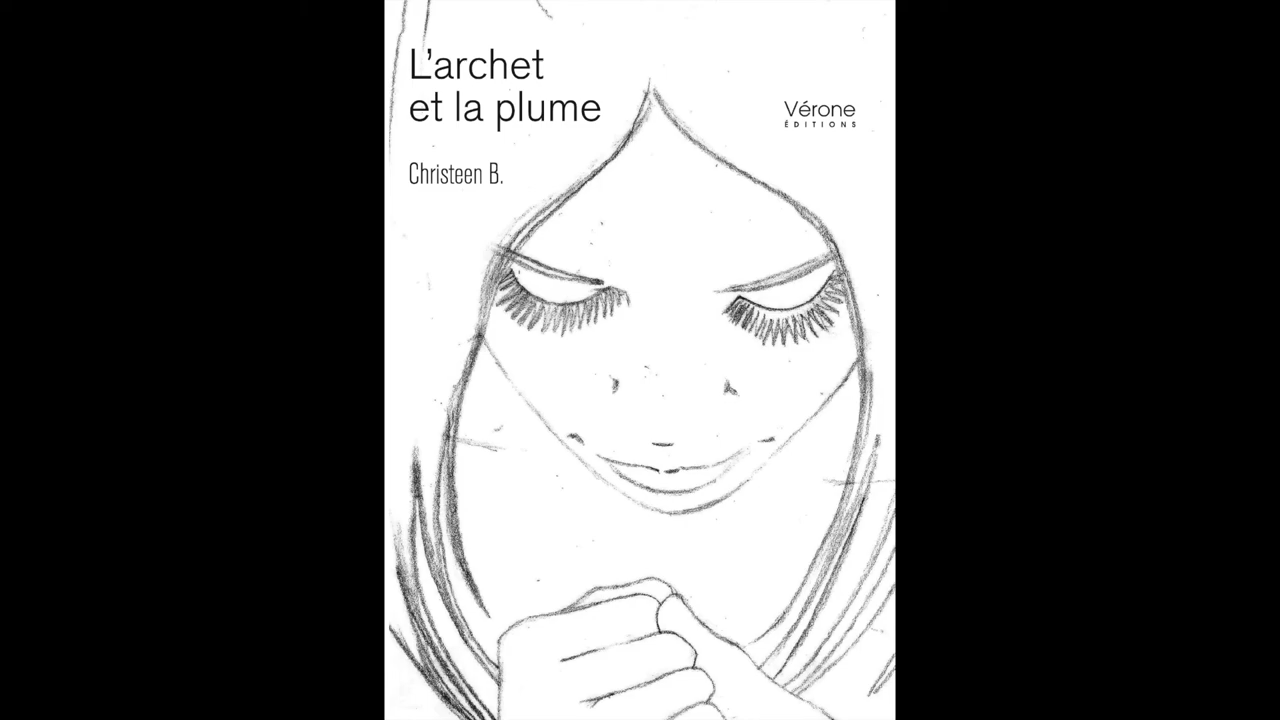 L'archet
et la plume
Vérone
ÉDITIONS
Christeen B.